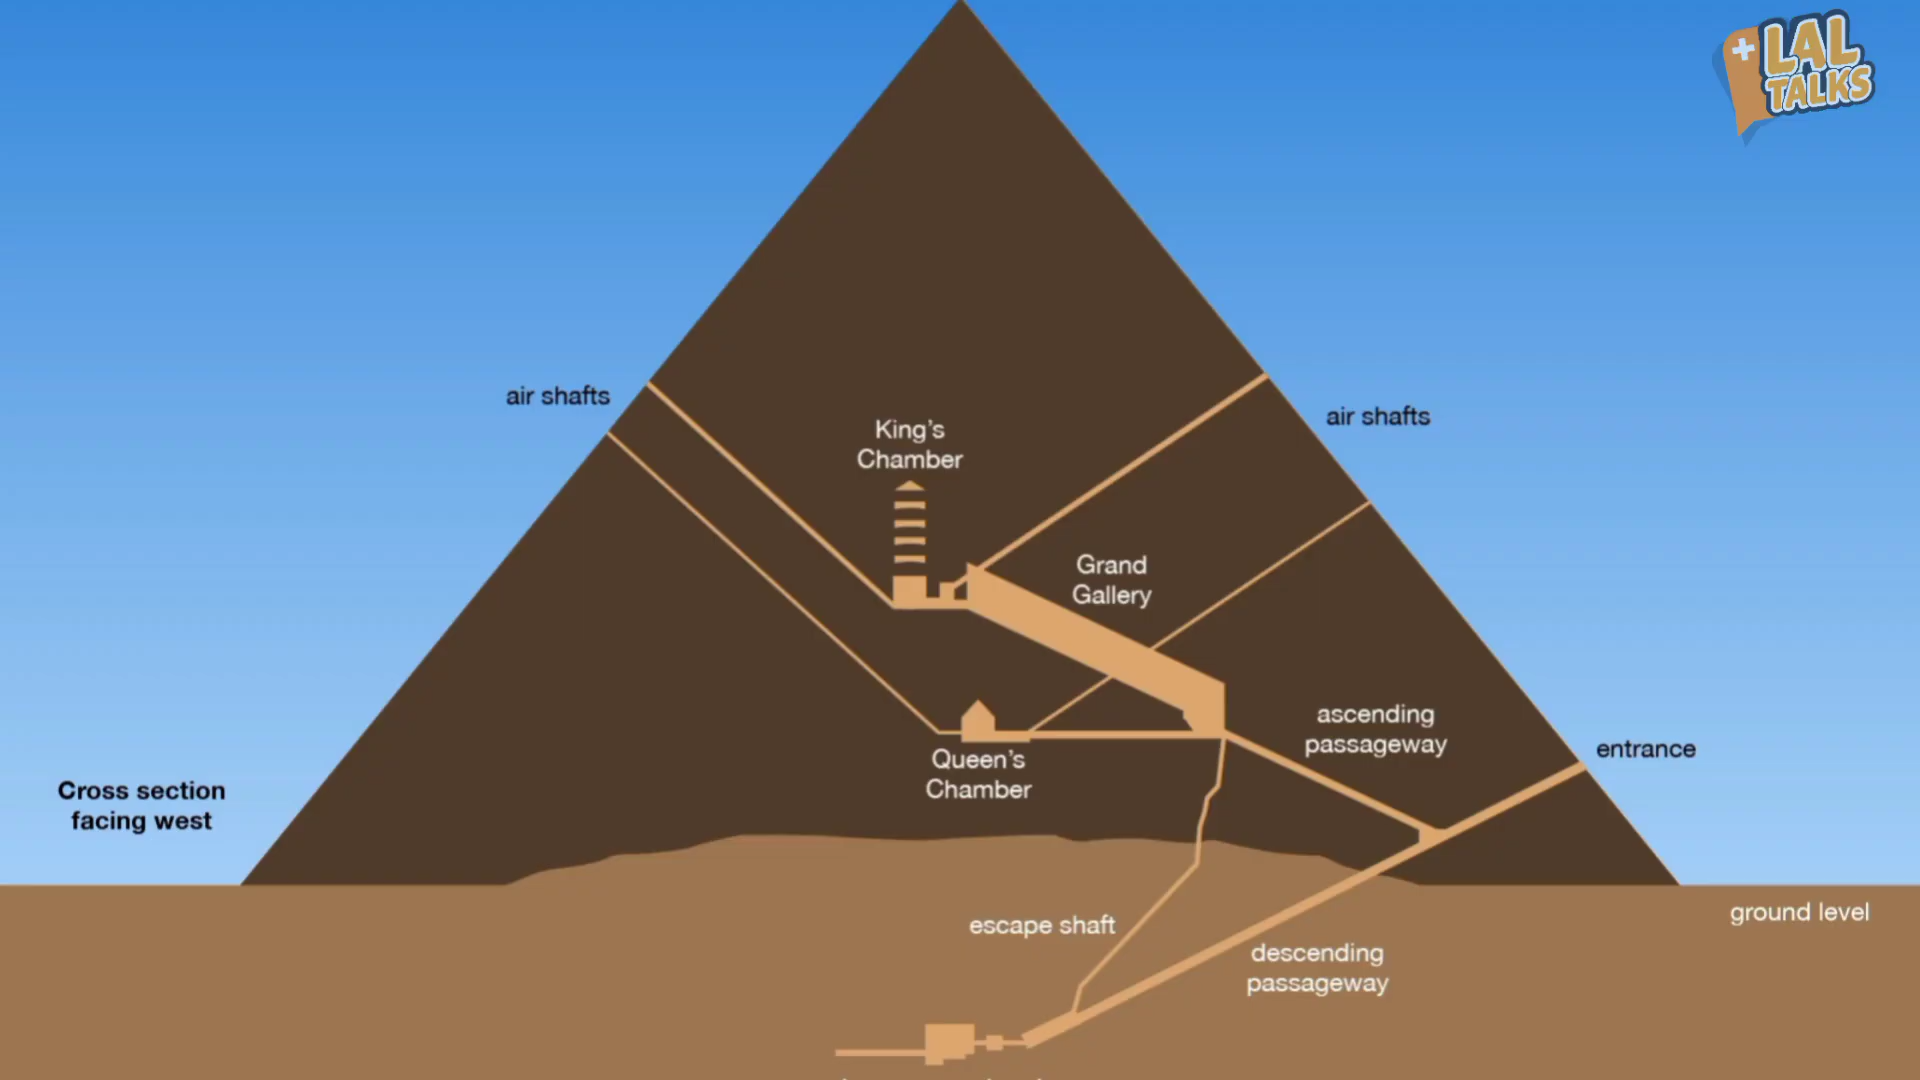 LAL
TALKS
air shafts
air shafts
King's
Chamber
Grand
Gallery
ascending
passageway
entrance
Queen's
Chamber
Cross section
facing west
ground level
escape shaft
descending
passageway